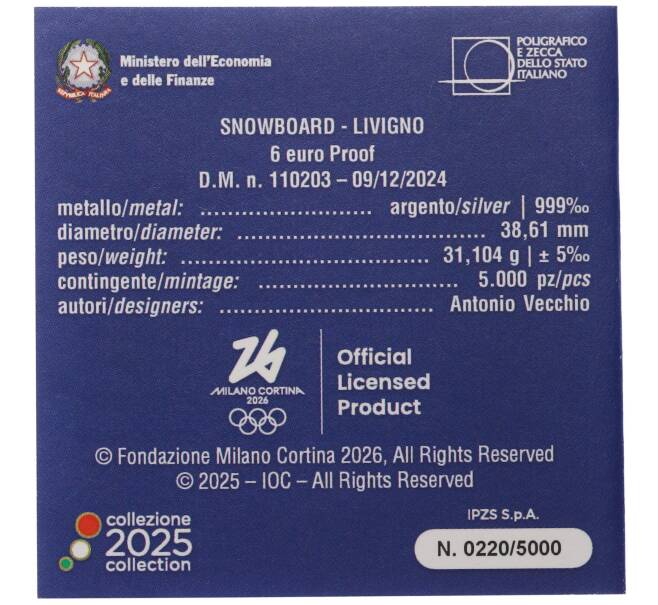 Ministero dell'Economia
e delle Finanze
POLIGRAFICO
E ZECCA
DELLO STATO
ITALIANO
REPVBBLICA ITALIANA
SNOWBOARD - LIVIGNO
6 euro Proof
D.M. n. 110203 – 09/12/2024
metallo/metal: ........................ argento/silver | 999‰
diametro/diameter: .................................. 38,61 mm
peso/weight: ................................... 31,104 g | ± 5‰
contingente/mintage: ............................ 5.000 pz/pcs
autori/designers: .................................. Antonio Vecchio
MILANO CORTINA
2026
Official
Licensed
Product
© Fondazione Milano Cortina 2026, All Rights Reserved
© 2025 – IOC – All Rights Reserved
collezione
2025
collection
IPZS S.p.A.
N. 0220/5000